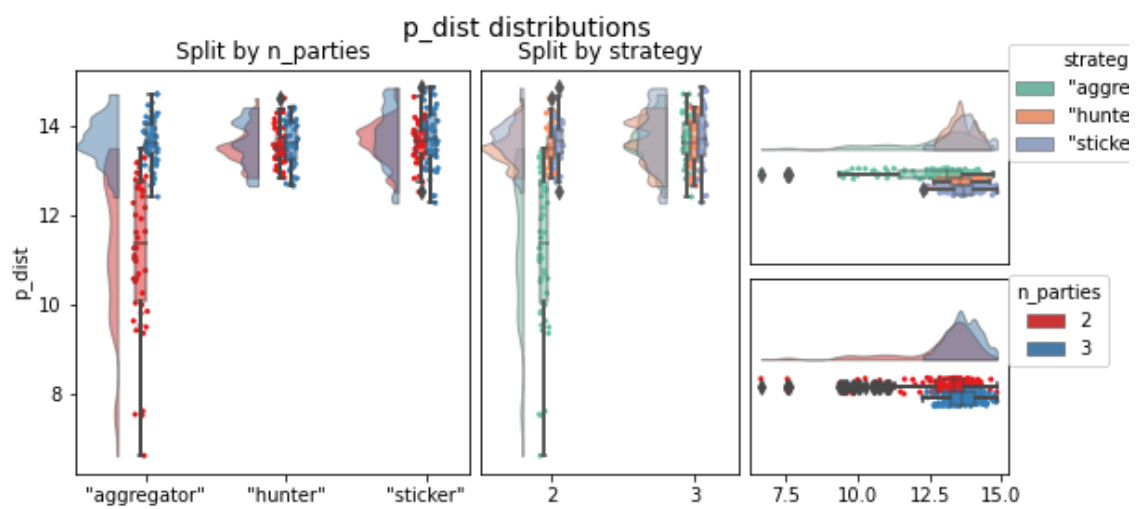 p_dist distributions
Split by n_parties
Split by strategy
p_dist
14
12
10
8
"aggregator"
"hunter"
"sticker"
2
3
strateg
"aggre
"hunte
"sticke
n_parties
2
3
7.5
10.0
12.5
15.0